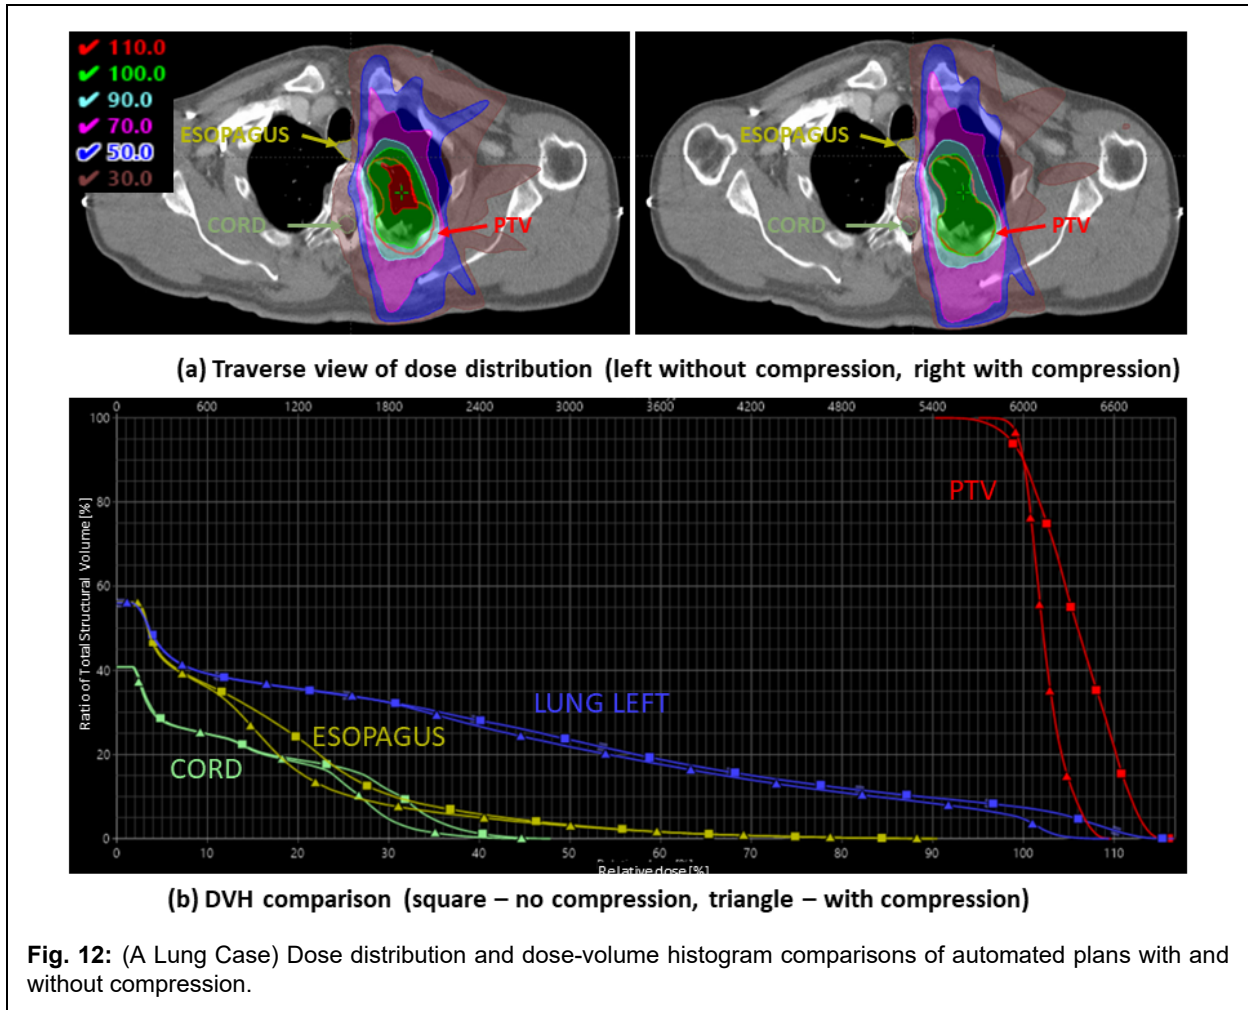 ✔ 110.0
✔ 100.0
✔ 90.0
✔ 70.0
✔ 50.0
✔ 30.0
ESOPAGUS
CORD
PTV
ESOPAGUS
CORD
PTV
(a) Traverse view of dose distribution (left without compression, right with compression)
0 600 1200 1800 2400 3000 3600 4200 4800 5400 6000 6600
100
80
60
40
20
0
Ratio of Total Structural Volume [%]
PTV
LUNG LEFT
ESOPAGUS
CORD
0 10 20 30 40 50 60 70 80 90 100 110
Relative dose [%]
(b) DVH comparison (square – no compression, triangle – with compression)
Fig. 12: (A Lung Case) Dose distribution and dose-volume histogram comparisons of automated plans with and
without compression.